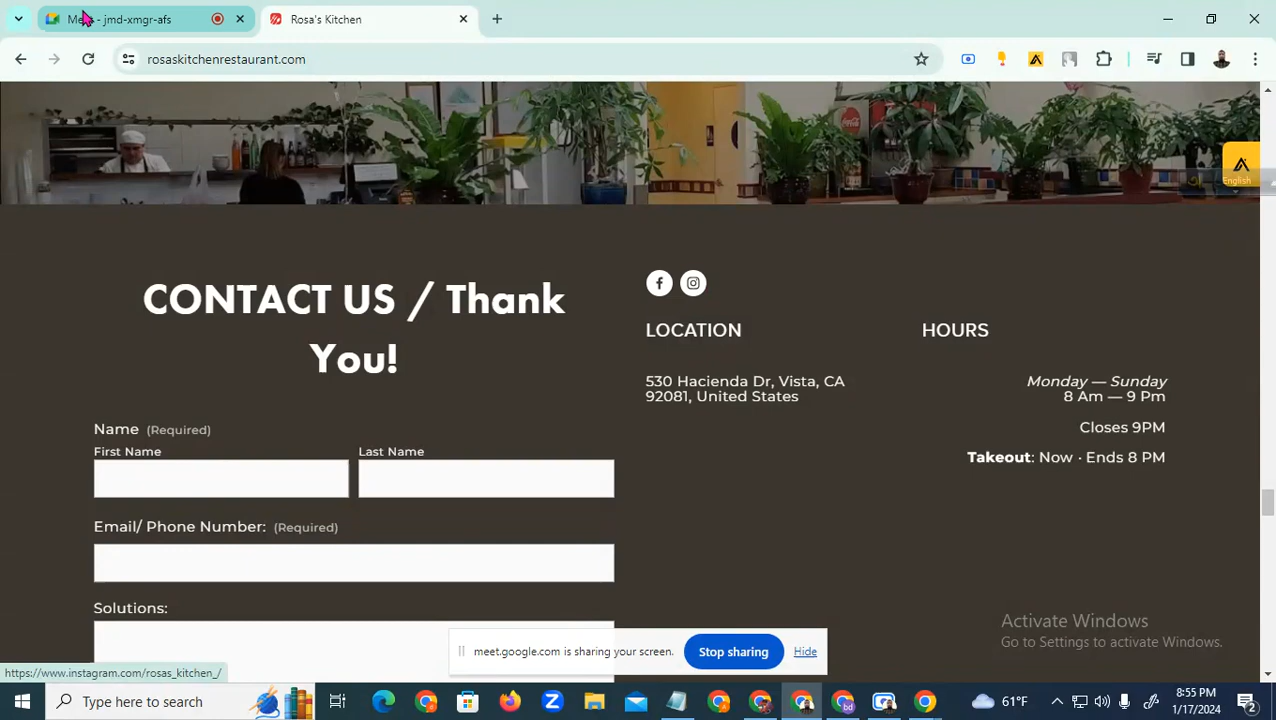 Meet - jmd-xmgr-afs
Rosa's Kitchen
rosaskitchenrestaurant.com
Coca-Cola
English
CONTACT US / Thank
You!
Name (Required)
First Name
Last Name
Email/ Phone Number: (Required)
Solutions:
LOCATION
530 Hacienda Dr, Vista, CA
92081, United States
HOURS
Monday — Sunday
8 Am — 9 Pm
Closes 9PM
Takeout: Now · Ends 8 PM
Activate Windows
Go to Settings to activate Windows.
meet.google.com is sharing your screen.
Stop sharing
Hide
https://www.instagram.com/rosas_kitchen_/
Type here to search
bd
61°F
8:55 PM
1/17/2024
2